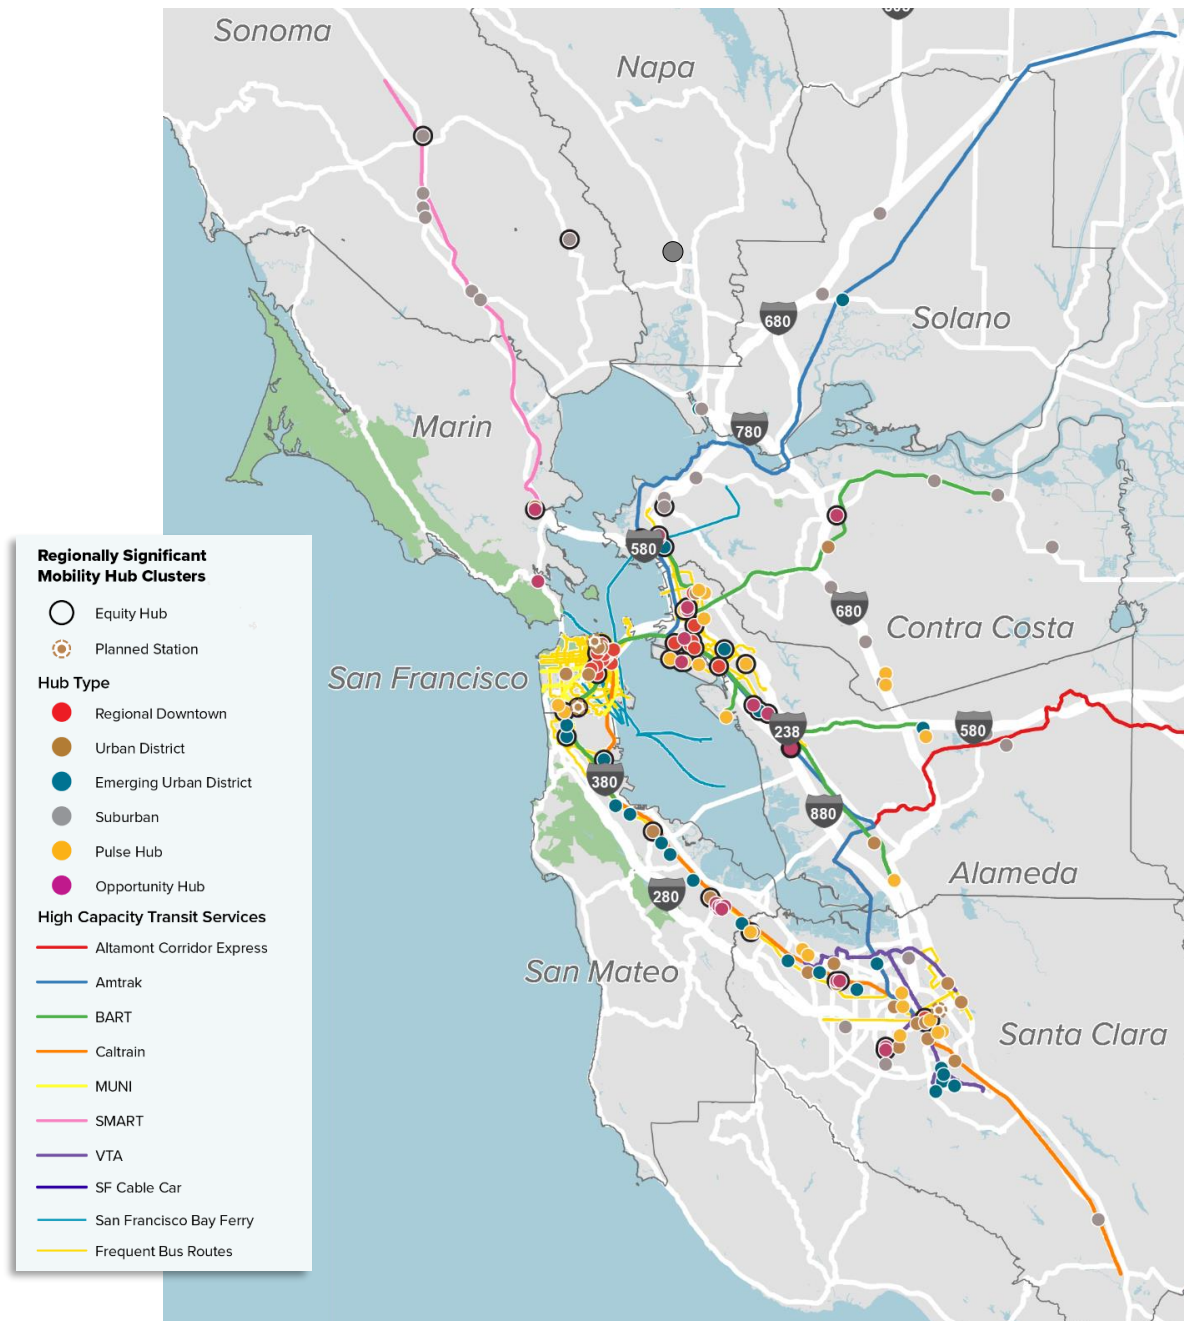 Sonoma
Napa
680
Solano
Marin
780
580
680
Contra Costa
San Francisco
238
580
380
880
280
Alameda
San Mateo
Santa Clara
Regionally Significant
Mobility Hub Clusters
Equity Hub
Planned Station
Hub Type
Regional Downtown
Urban District
Emerging Urban District
Suburban
Pulse Hub
Opportunity Hub
High Capacity Transit Services
Altamont Corridor Express
Amtrak
BART
Caltrain
MUNI
SMART
VTA
SF Cable Car
San Francisco Bay Ferry
Frequent Bus Routes